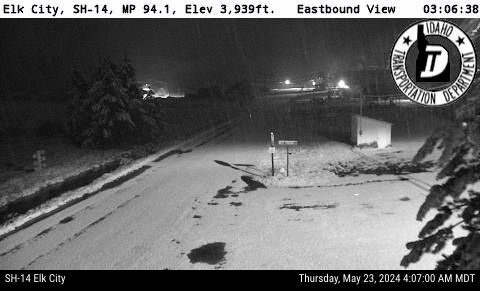 Elk City, SH-14, MP 94.1, Elev 3,939ft. Eastbound View 03:06:38
IDAHO
TRANSPORTATION DEPARTMENT
SH-14 Elk City Thursday, May 23, 2024 4:07:00 AM MDT